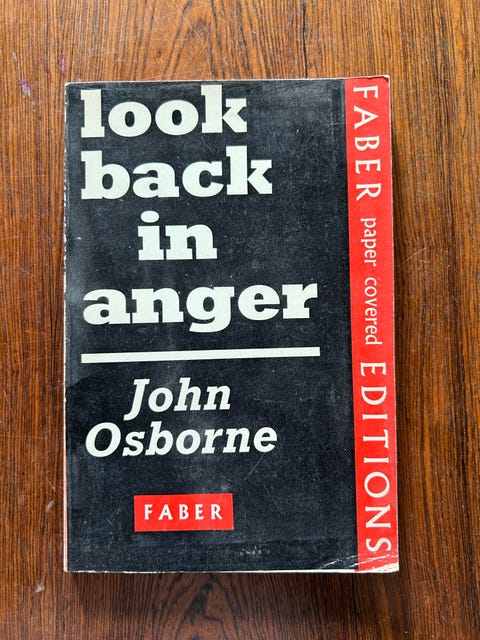 look
back
in
anger
John
Osborne
FABER
FABER paper covered EDITIONS